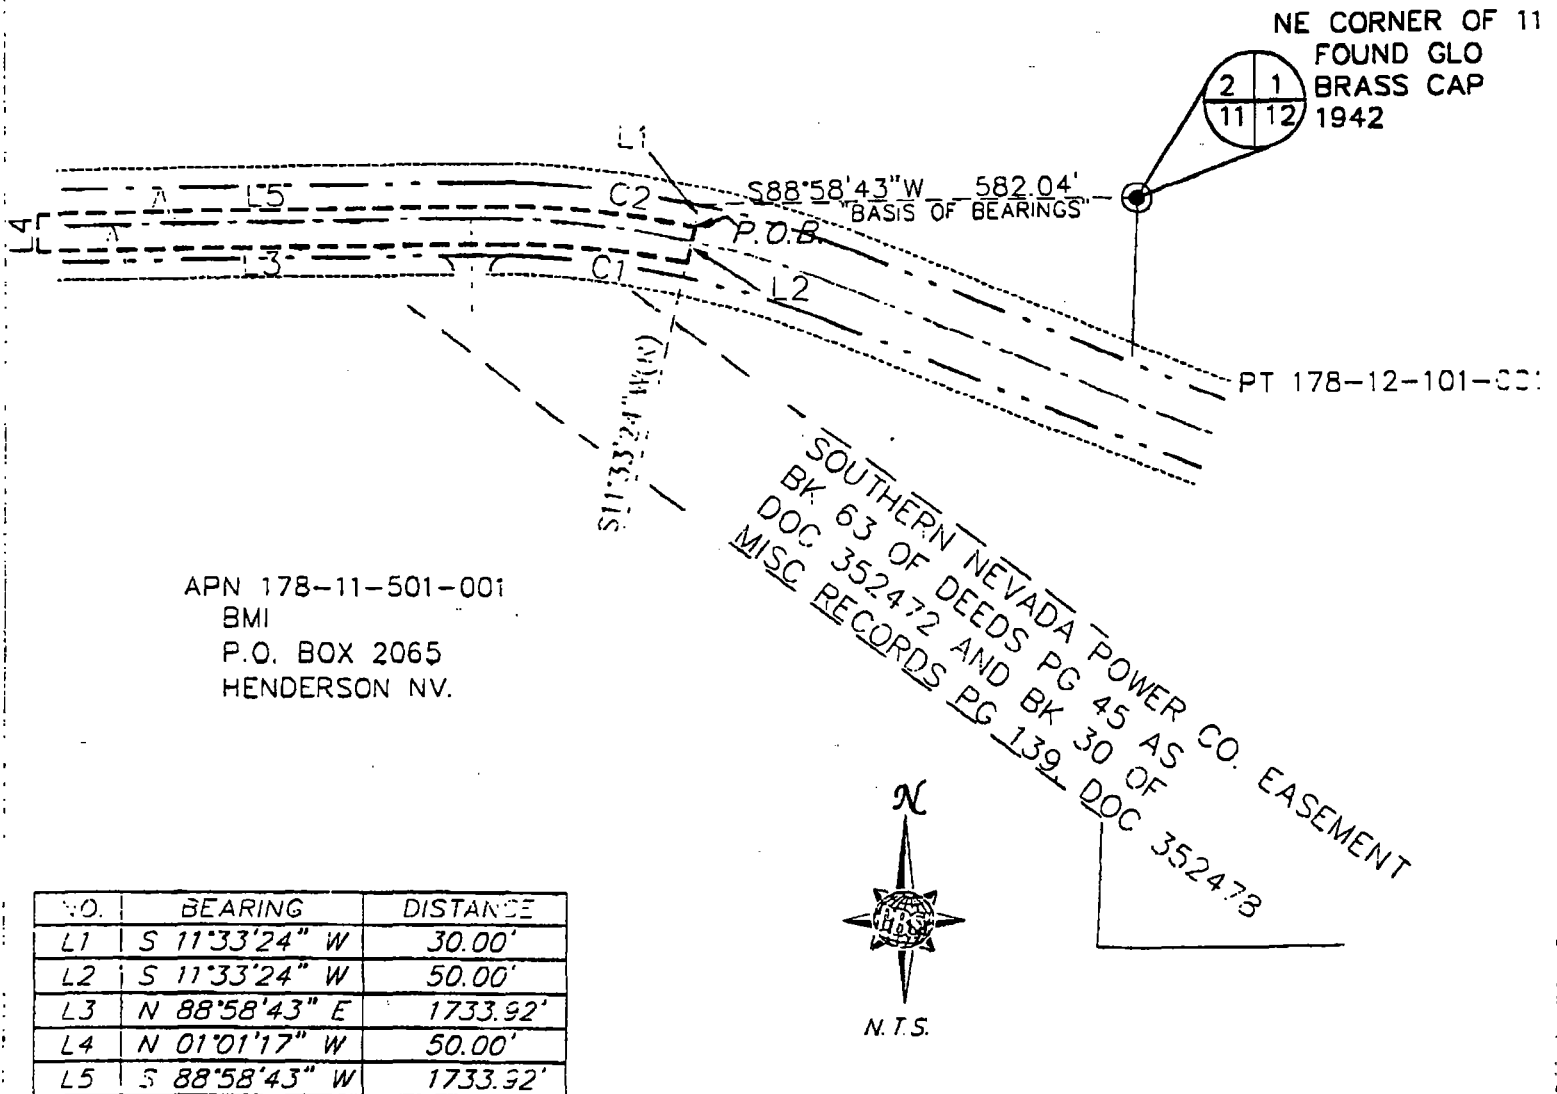 NE CORNER OF 11
FOUND GLO
BRASS CAP
1942
2 1
11 12
L1
S88°58'43"W 582.04'
"BASIS OF BEARINGS"
P.O.B.
L5
C2
L4
L3
C1
L2
S11°33'24"W(R)
PT 178-12-101-
SOUTHERN NEVADA POWER CO. EASEMENT
BK 63 OF DEEDS PG 45 AS
DOC 352472 AND BK 30 OF
MISC RECORDS PG 139, DOC 352473
APN 178-11-501-001
BMI
P.O. BOX 2065
HENDERSON NV.
N
N.T.S.
NO. BEARING DISTANCE
L1 S 11°33'24" W 30.00'
L2 S 11°33'24" W 50.00'
L3 N 88°58'43" E 1733.92'
L4 N 01°01'17" W 50.00'
L5 S 88°58'43" W 1733.92'